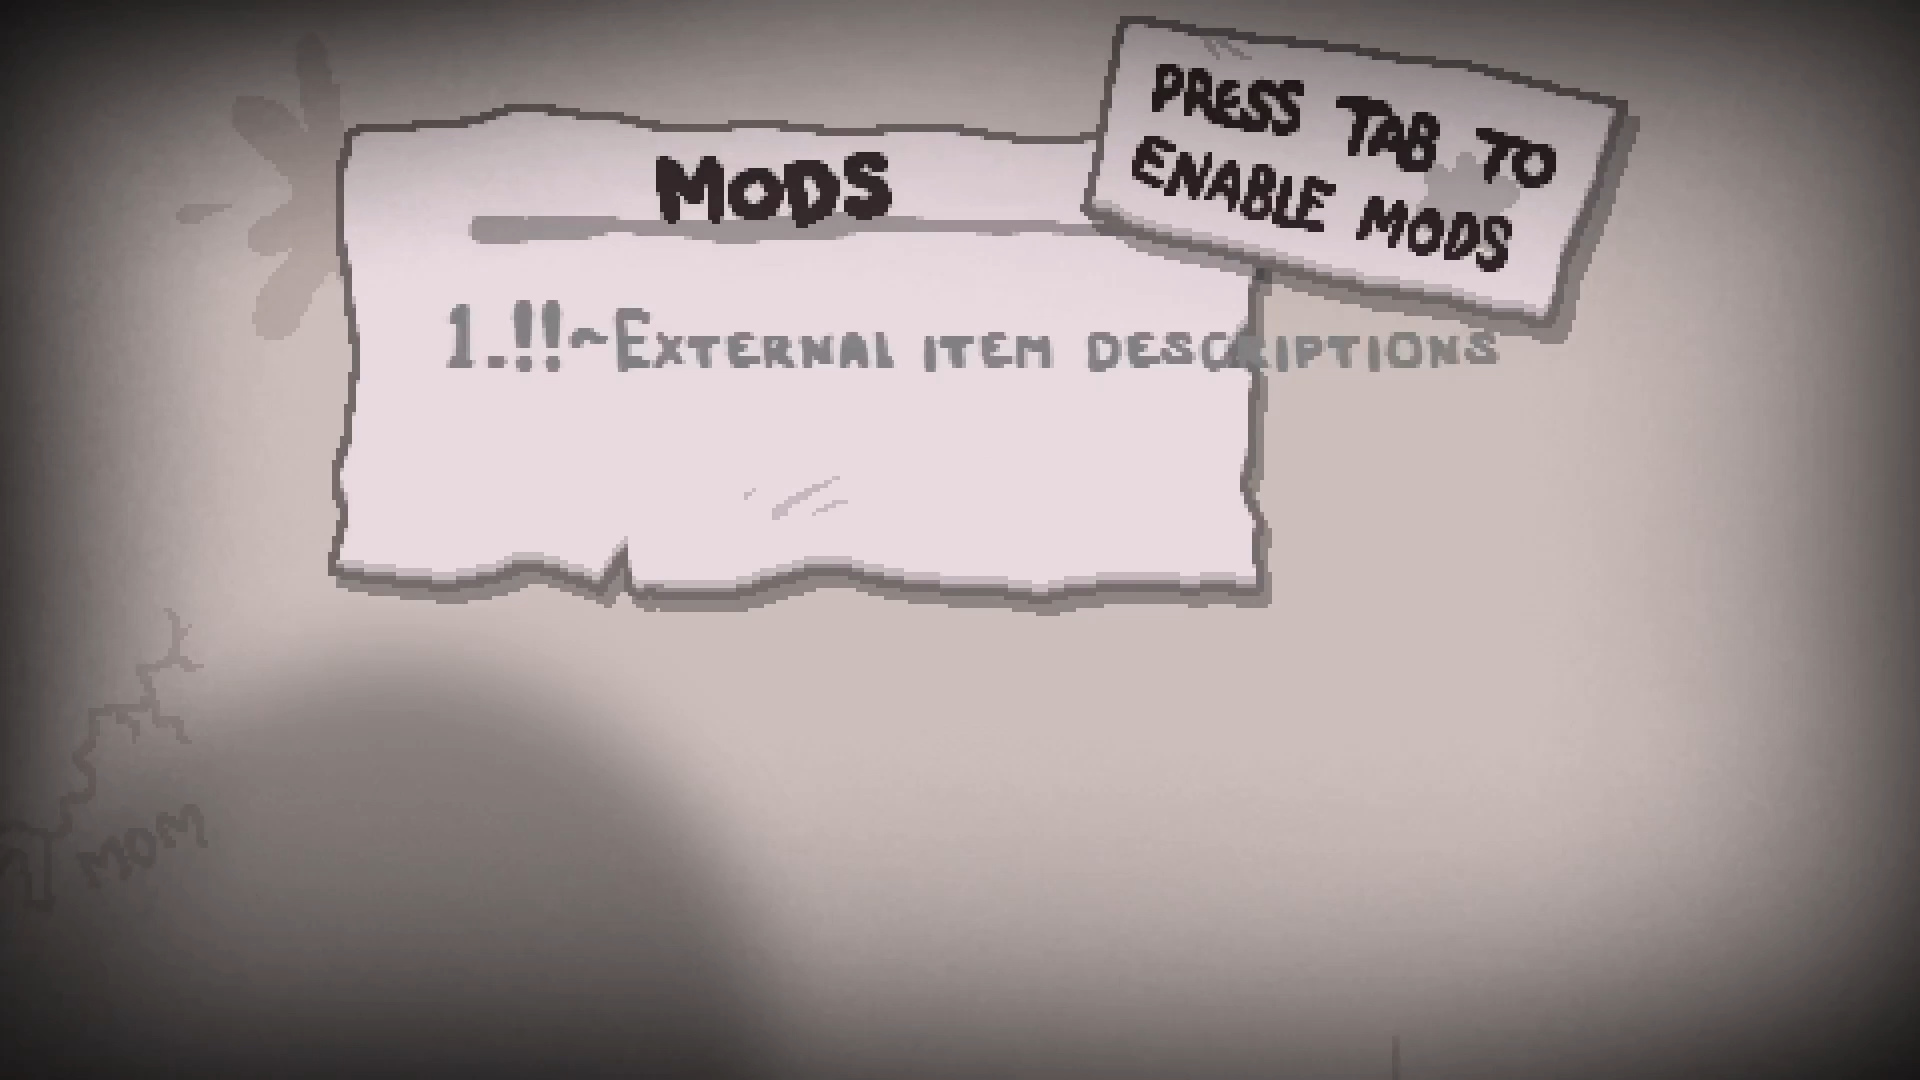 PRESS TAB TO
ENABLE MODS
MODS
1.!!~EXTERNAL ITEM DESCRIPTIONS
MOM